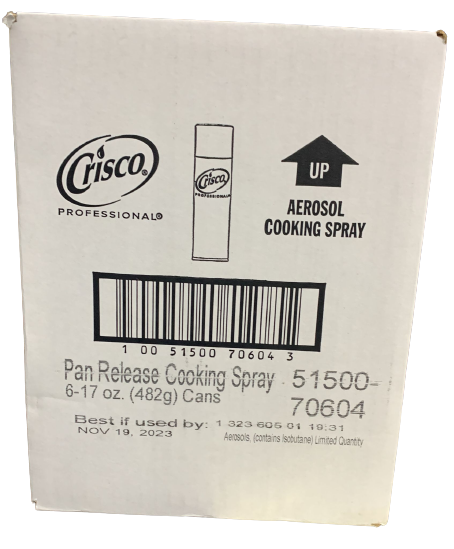 Crisco®
PROFESSIONAL®
Crisco
PROFESSIONAL
UP
AEROSOL
COOKING SPRAY
1 00 51500 70604 3
Pan Release Cooking Spray
6-17 oz. (482g) Cans
51500-
70604
Best if used by:
NOV 19, 2023
1 323 606 01 19:31
Aerosols, (contains Isobutane) Limited Quantity